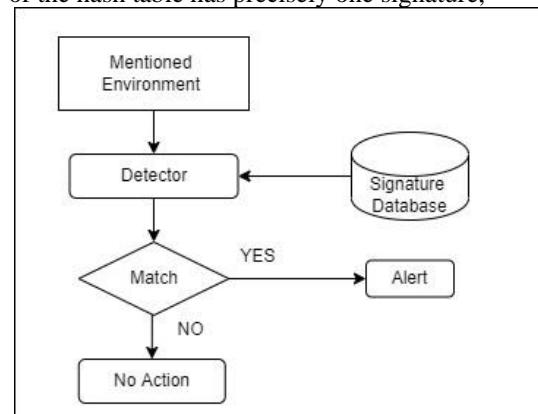 of the hash table has precisely one signature,
Mentioned
Environment
Detector
Signature
Database
Match
YES
Alert
NO
No Action